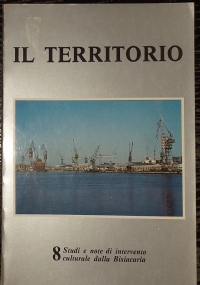 IL TERRITORIO
8 Studi e note di intervento
culturale dalla Bisiacaria